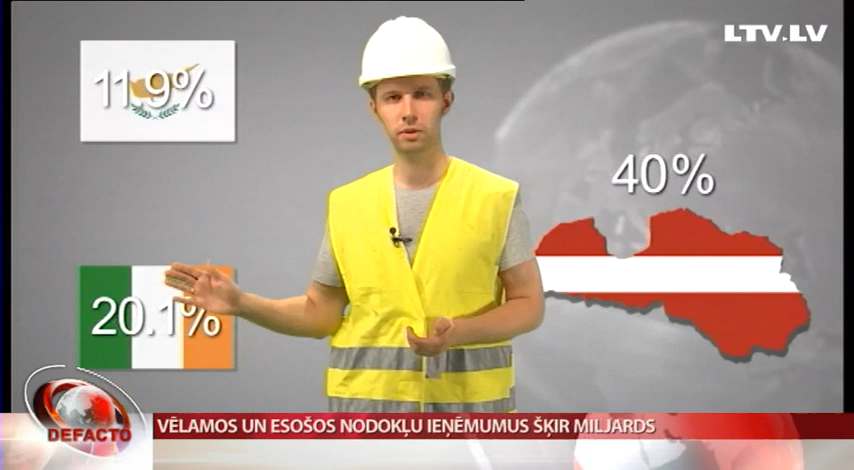 LTV.LV
11.9%
40%
20.1%
DEFACTO
VĒLAMOS UN ESOŠOS NODOKĻU IEŅĒMUMUS ŠĶIR MILJARDS